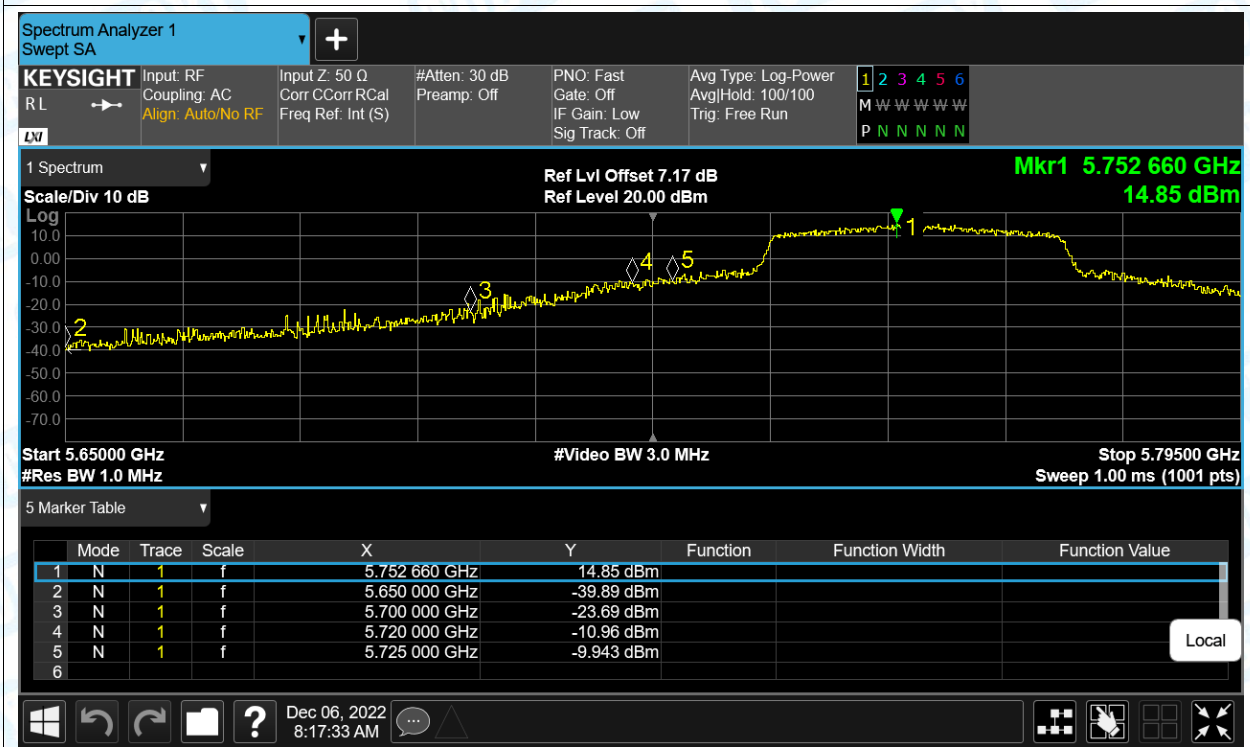 Spectrum Analyzer 1
Swept SA
+
KEYSIGHT
R L
LXI
Input: RF
Coupling: AC
Align: Auto/No RF
Input Z: 50 Ω
Corr CCorr RCal
Freq Ref: Int (S)
#Atten: 30 dB
Preamp: Off
PNO: Fast
Gate: Off
IF Gain: Low
Sig Track: Off
Avg Type: Log-Power
Avg|Hold: 100/100
Trig: Free Run
1 2 3 4 5 6
M W W W W W
P N N N N N
1 Spectrum
Scale/Div 10 dB
Ref Lvl Offset 7.17 dB
Ref Level 20.00 dBm
Mkr1 5.752 660 GHz
14.85 dBm
Log
10.0
0.00
-10.0
-20.0
-30.0
-40.0
-50.0
-60.0
-70.0
1
2
3
4
5
Start 5.65000 GHz
#Res BW 1.0 MHz
#Video BW 3.0 MHz
Stop 5.79500 GHz
Sweep 1.00 ms (1001 pts)
5 Marker Table
Mode Trace Scale X Y Function Function Width Function Value
1 N 1 f 5.752 660 GHz 14.85 dBm
2 N 1 f 5.650 000 GHz -39.89 dBm
3 N 1 f 5.700 000 GHz -23.69 dBm
4 N 1 f 5.720 000 GHz -10.96 dBm
5 N 1 f 5.725 000 GHz -9.943 dBm
6
Local
?
Dec 06, 2022
8:17:33 AM